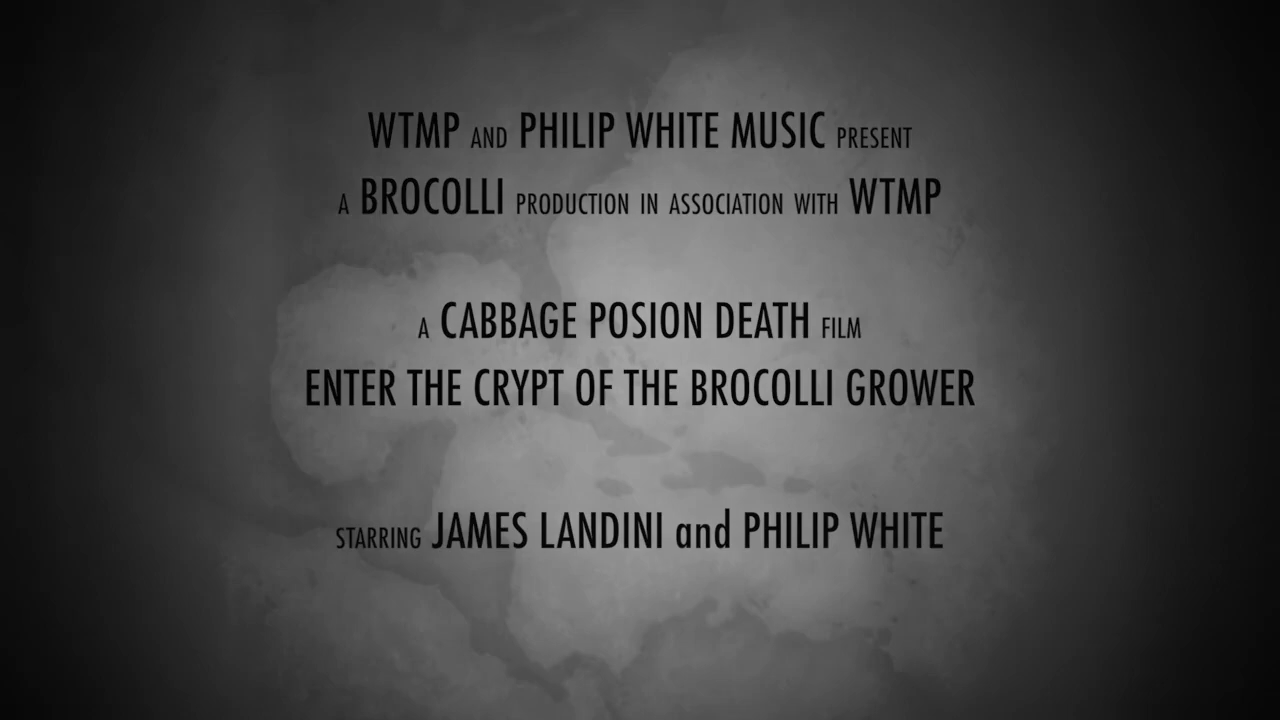 WTMP AND PHILIP WHITE MUSIC PRESENT
A BROCOLLI PRODUCTION IN ASSOCIATION WITH WTMP
A CABBAGE POSION DEATH FILM
ENTER THE CRYPT OF THE BROCOLLI GROWER
STARRING JAMES LANDINI and PHILIP WHITE